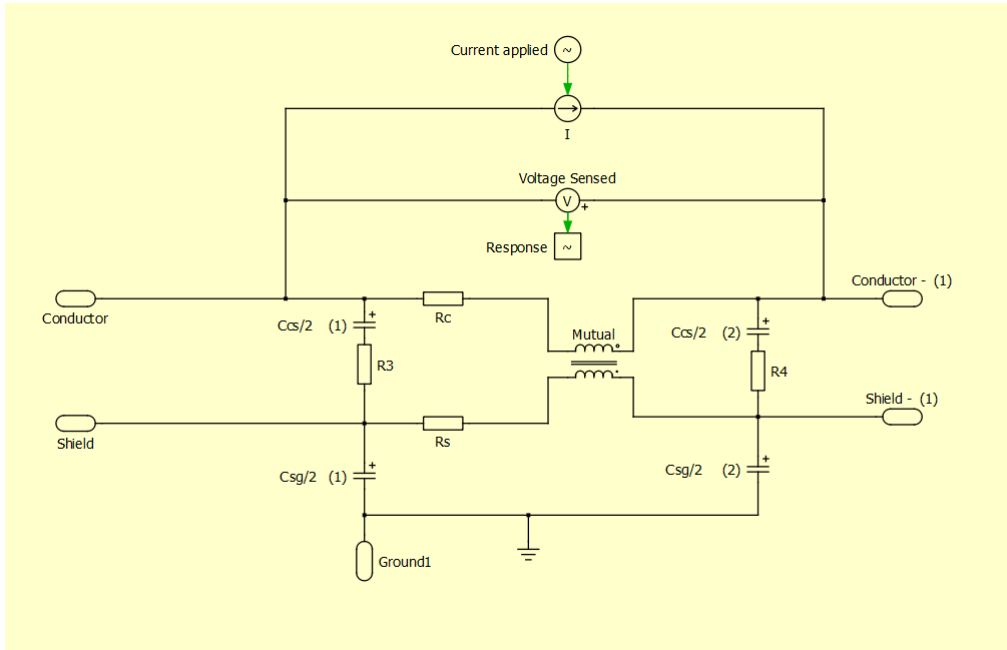 Current applied
~
I
Voltage Sensed
V
+
Response
~
Conductor - (1)
Conductor
Rc
Mutual
+
Ccs/2 (1)
R3
+
Ccs/2 (2)
R4
Shield - (1)
Shield
Rs
+
Csg/2 (1)
+
Csg/2 (2)
Ground1